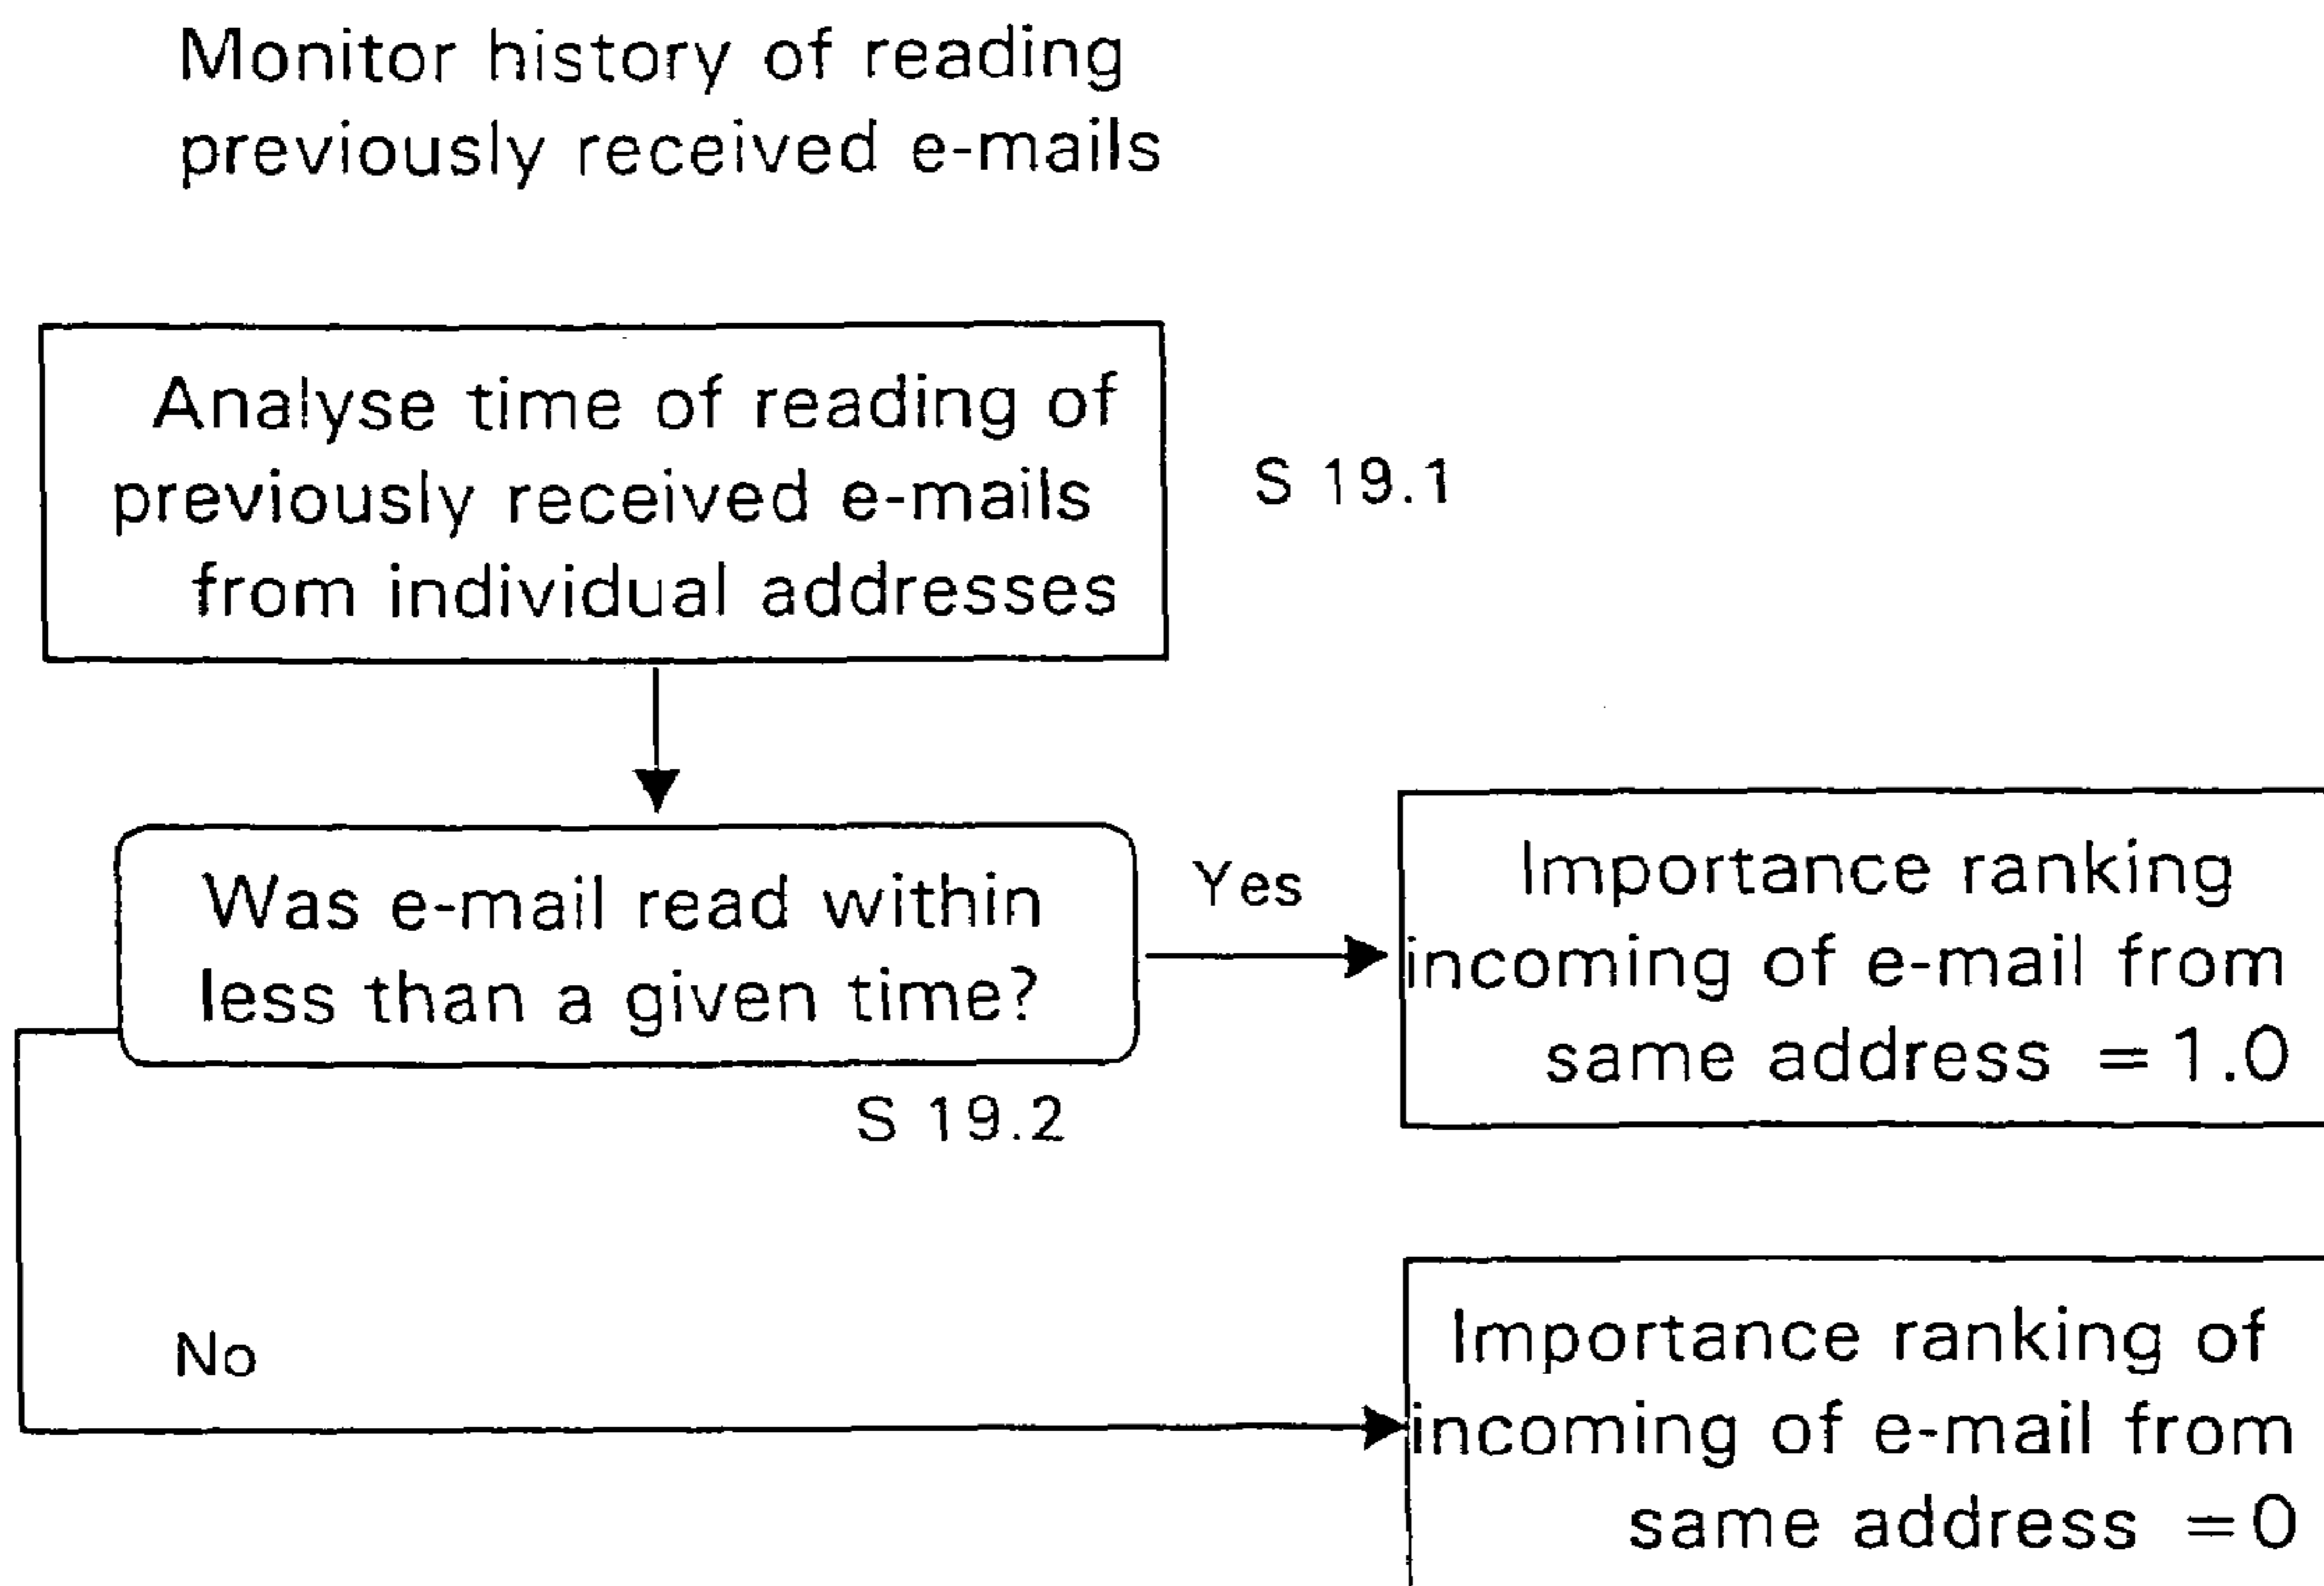 Monitor history of reading
previously received e-mails
Analyse time of reading of
previously received e-mails
from individual addresses
S 19.1
Was e-mail read within
less than a given time?
S 19.2
Yes
Importance ranking
incoming of e-mail from
same address = 1.0
No
Importance ranking of
incoming of e-mail from
same address = 0